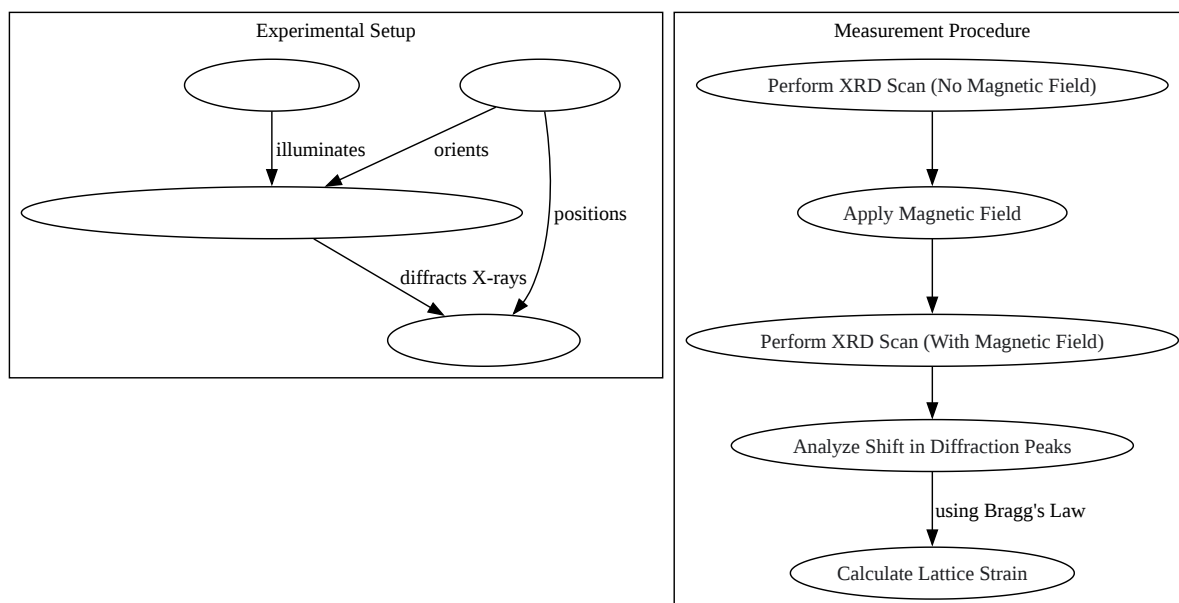 Experimental Setup
illuminates
orients
positions
diffracts X-rays
Measurement Procedure
Perform XRD Scan (No Magnetic Field)
Apply Magnetic Field
Perform XRD Scan (With Magnetic Field)
Analyze Shift in Diffraction Peaks
using Bragg's Law
Calculate Lattice Strain